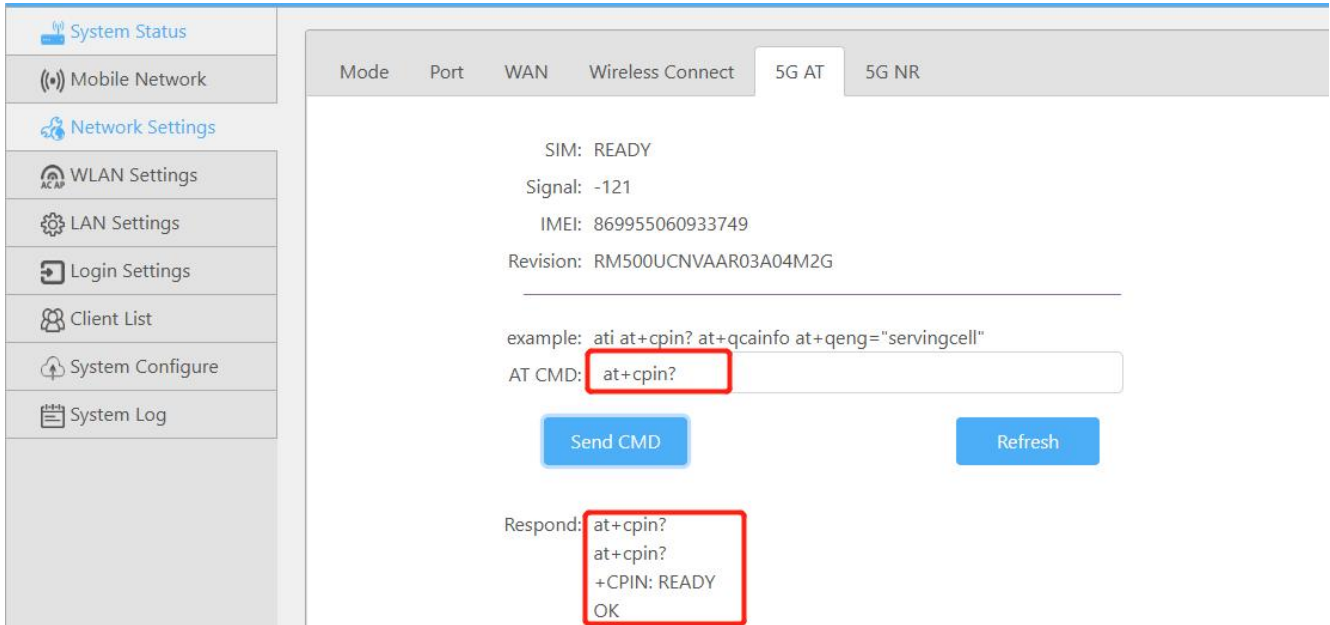 System Status
Mobile Network
Network Settings
AC AP
WLAN Settings
LAN Settings
Login Settings
Client List
System Configure
System Log
Mode Port WAN Wireless Connect 5G AT 5G NR
SIM: READY
Signal: -121
IMEI: 869955060933749
Revision: RM500UCNVAAR03A04M2G
example: ati at+cpin? at+qcainfo at+qeng="servingcell"
AT CMD: at+cpin?
Send CMD Refresh
Respond: at+cpin?
at+cpin?
+CPIN: READY
OK